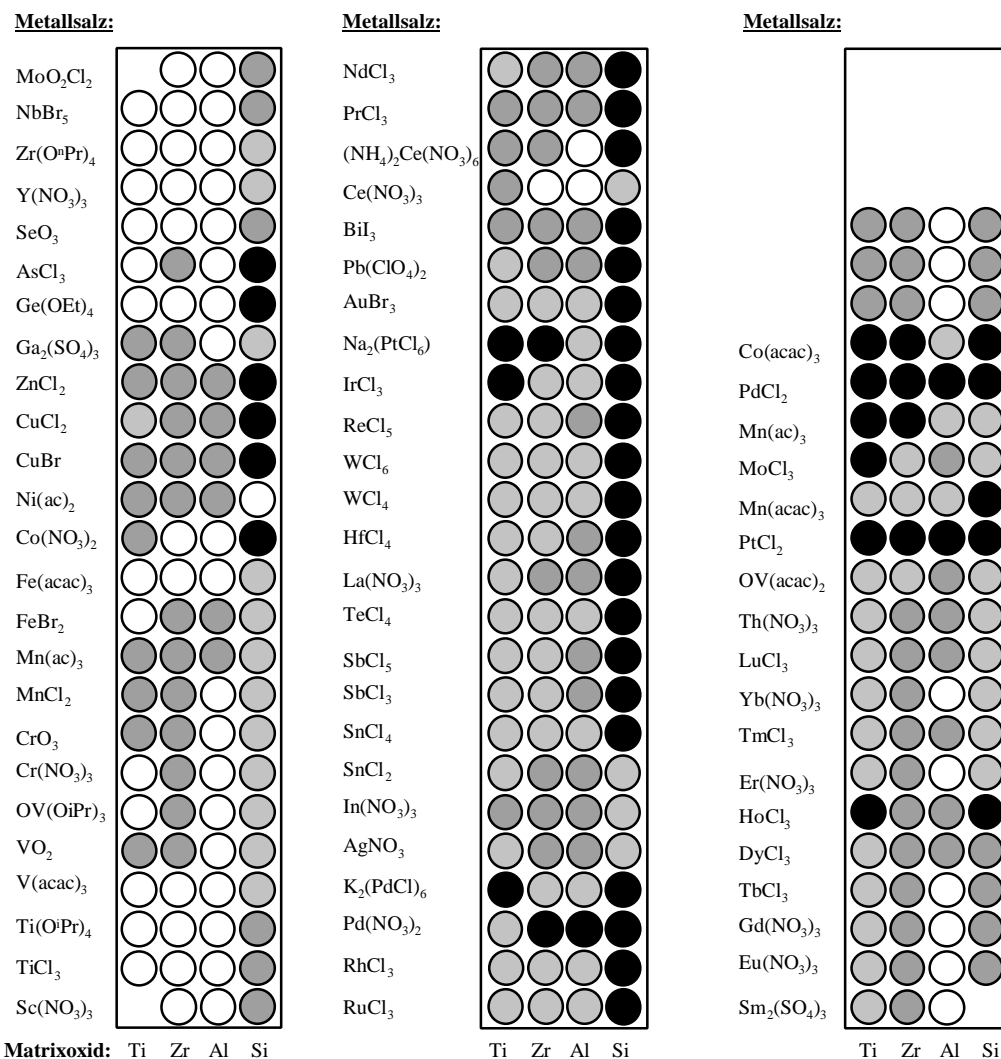 Metallsalz:
MoO₂Cl₂
NbBr₅
Zr(OⁿPr)₄
Y(NO₃)₃
SeO₃
AsCl₃
Ge(OEt)₄
Ga₂(SO₄)₃
ZnCl₂
CuCl₂
CuBr
Ni(ac)₂
Co(NO₃)₂
Fe(acac)₃
FeBr₂
Mn(ac)₃
MnCl₂
CrO₃
Cr(NO₃)₃
OV(OiPr)₃
VO₂
V(acac)₃
Ti(OⁱPr)₄
TiCl₃
Sc(NO₃)₃
Matrixoxid: Ti Zr Al Si
Metallsalz:
NdCl₃
PrCl₃
(NH₄)₂Ce(NO₃)₆
Ce(NO₃)₃
BiI₃
Pb(ClO₄)₂
AuBr₃
Na₂(PtCl₆)
IrCl₃
ReCl₅
WCl₆
WCl₄
HfCl₄
La(NO₃)₃
TeCl₄
SbCl₅
SbCl₃
SnCl₄
SnCl₂
In(NO₃)₃
AgNO₃
K₂(PdCl)₆
Pd(NO₃)₂
RhCl₃
RuCl₃
Ti Zr Al Si
Metallsalz:
Co(acac)₃
PdCl₂
Mn(ac)₃
MoCl₃
Mn(acac)₃
PtCl₂
OV(acac)₂
Th(NO₃)₃
LuCl₃
Yb(NO₃)₃
TmCl₃
Er(NO₃)₃
HoCl₃
DyCl₃
TbCl₃
Gd(NO₃)₃
Eu(NO₃)₃
Sm₂(SO₄)₃
Ti Zr Al Si